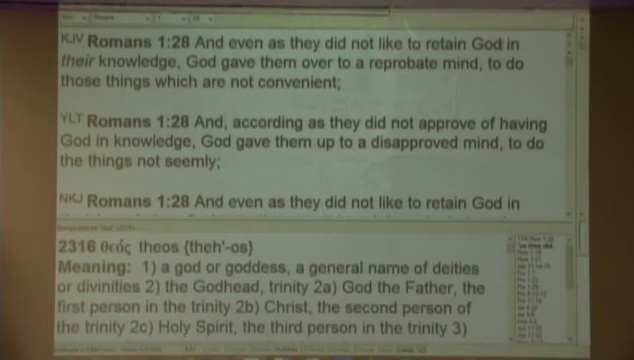 KJV Romans 1:28 And even as they did not like to retain God in
their knowledge, God gave them over to a reprobate mind, to do
those things which are not convenient;
YLT Romans 1:28 And, according as they did not approve of having
God in knowledge, God gave them up to a disapproved mind, to do
the things not seemly;
NKJ Romans 1:28 And even as they did not like to retain God in
2316 θεός theos {theh'-os}
Meaning: 1) a god or goddess, a general name of deities
or divinities 2) the Godhead, trinity 2a) God the Father, the
first person in the trinity 2b) Christ, the second person of
the trinity 2c) Holy Spirit, the third person in the trinity 3)